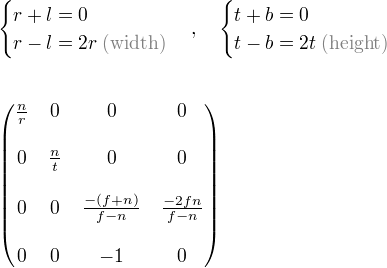 r + l = 0 , t + b = 0
r − l = 2r (width) t − b = 2t (height)
n/r 0 0 0
0 n/t 0 0
0 0 −(f+n)/f−n −2fn/f−n
0 0 −1 0